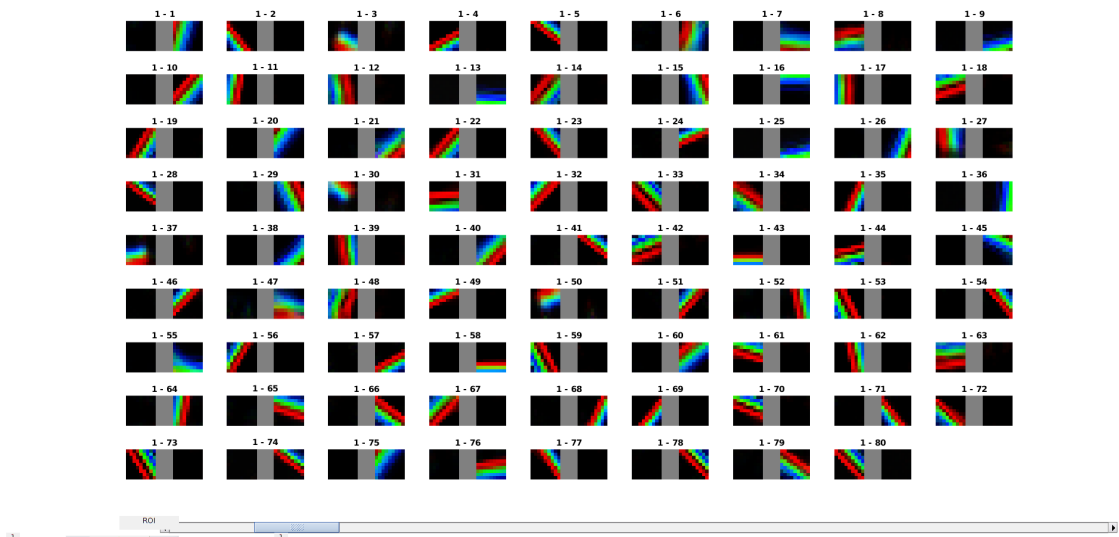 1 - 1 1 - 2 1 - 3 1 - 4 1 - 5 1 - 6 1 - 7 1 - 8 1 - 9
1 - 10 1 - 11 1 - 12 1 - 13 1 - 14 1 - 15 1 - 16 1 - 17 1 - 18
1 - 19 1 - 20 1 - 21 1 - 22 1 - 23 1 - 24 1 - 25 1 - 26 1 - 27
1 - 28 1 - 29 1 - 30 1 - 31 1 - 32 1 - 33 1 - 34 1 - 35 1 - 36
1 - 37 1 - 38 1 - 39 1 - 40 1 - 41 1 - 42 1 - 43 1 - 44 1 - 45
1 - 46 1 - 47 1 - 48 1 - 49 1 - 50 1 - 51 1 - 52 1 - 53 1 - 54
1 - 55 1 - 56 1 - 57 1 - 58 1 - 59 1 - 60 1 - 61 1 - 62 1 - 63
1 - 64 1 - 65 1 - 66 1 - 67 1 - 68 1 - 69 1 - 70 1 - 71 1 - 72
1 - 73 1 - 74 1 - 75 1 - 76 1 - 77 1 - 78 1 - 79 1 - 80
ROI
1 1